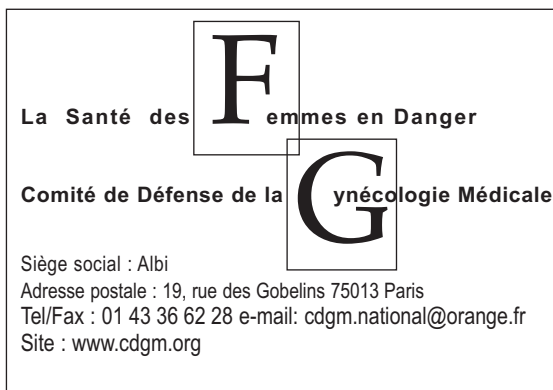 La Santé des Femmes en Danger
Comité de Défense de la Gynécologie Médicale
Siège social : Albi
Adresse postale : 19, rue des Gobelins 75013 Paris
Tel/Fax : 01 43 36 62 28 e-mail: cdgm.national@orange.fr
Site : www.cdgm.org